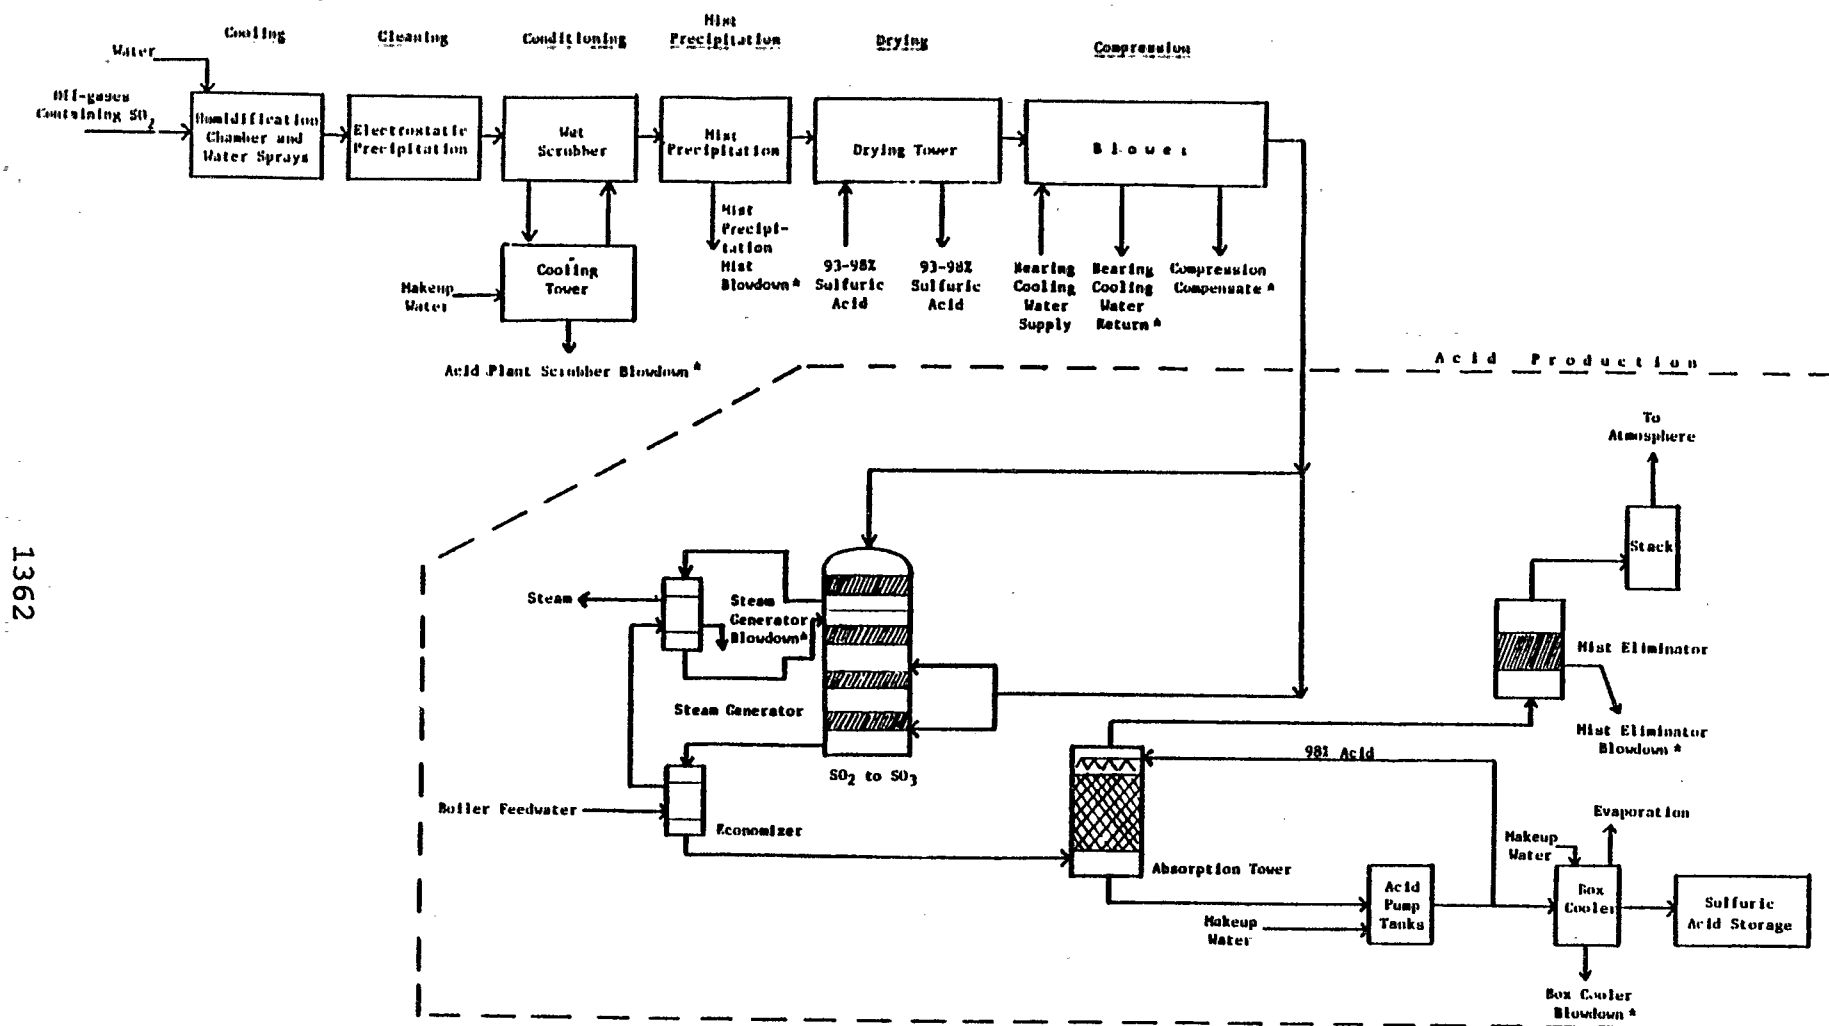 Cooling
Cleaning
Conditioning
Mist
Precipitation
Drying
Compression
Water
Off-gases
Containing SO2
Humidification
Chamber and
Water Sprays
Electrostatic
Precipitation
Wet
Scrubber
Mist
Precipitation
Drying Tower
Blower
Cooling
Tower
Makeup
Water
Acid Plant Scrubber Blowdown*
Mist
Precipi-
tation
Mist
Blowdown*
93-98%
Sulfuric
Acid
93-98%
Sulfuric
Acid
Bearing
Cooling
Water
Supply
Bearing
Cooling
Water
Return*
Compression
Compensate*
Acid Production
To
Atmosphere
Stack
1362
Steam
Steam
Generator
Blowdown*
Steam Generator
SO2 to SO3
Mist Eliminator
Mist Eliminator
Blowdown*
98% Acid
Boiler Feedwater
Economizer
Absorption Tower
Evaporation
Makeup
Water
Acid
Pump
Tanks
Makeup
Water
Box
Cooler
Sulfuric
Acid Storage
Box Cooler
Blowdown*